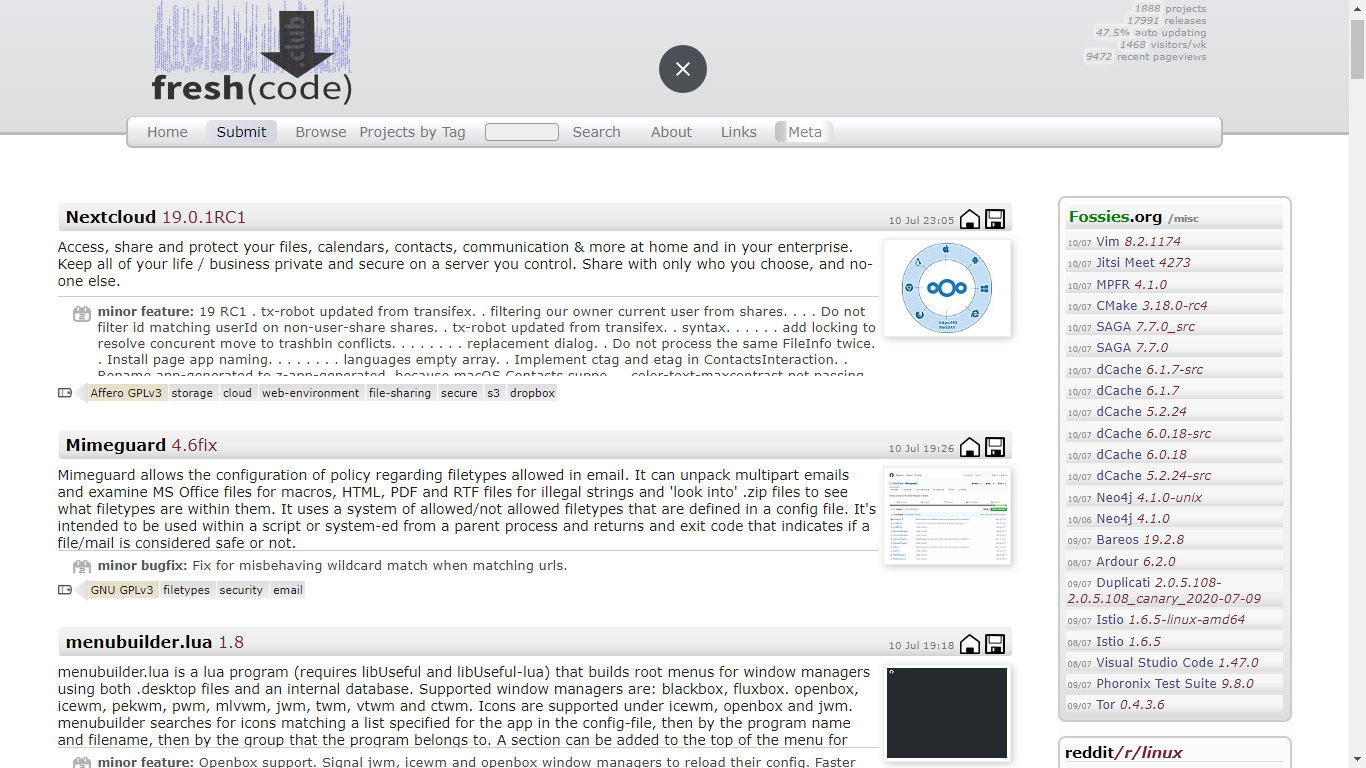 1888 projects
17991 releases
47.5% auto updating
1468 visitors/wk
9472 recent pageviews
.club
fresh(code)
Home Submit Browse Projects by Tag Search About Links Meta
Nextcloud 19.0.1RC1 10 Jul 23:05
Access, share and protect your files, calendars, contacts, communication & more at home and in your enterprise.
Keep all of your life / business private and secure on a server you control. Share with only who you choose, and no-
one else.
minor feature: 19 RC1 . tx-robot updated from transifex. . filtering our owner current user from shares. . . . Do not
filter id matching userId on non-user-share shares. . tx-robot updated from transifex. . syntax. . . . . . add locking to
resolve concurent move to trashbin conflicts. . . . . . . . replacement dialog. . Do not process the same FileInfo twice.
. Install page app naming. . . . . . . . languages empty array. . Implement ctag and etag in ContactsInteraction. .
Rename app-generated to z-app-generated, because macOS Contacts suppo. . . color-text-maxcontrast not passing
Affero GPLv3 storage cloud web-environment file-sharing secure s3 dropbox
Mimeguard 4.6fix 10 Jul 19:26
Mimeguard allows the configuration of policy regarding filetypes allowed in email. It can unpack multipart emails
and examine MS Office files for macros, HTML, PDF and RTF files for illegal strings and 'look into' .zip files to see
what filetypes are within them. It uses a system of allowed/not allowed filetypes that are defined in a config file. It's
intended to be used within a script or system-ed from a parent process and returns and exit code that indicates if a
file/mail is considered safe or not.
minor bugfix: Fix for misbehaving wildcard match when matching urls.
GNU GPLv3 filetypes security email
menubuilder.lua 1.8 10 Jul 19:18
menubuilder.lua is a lua program (requires libUseful and libUseful-lua) that builds root menus for window managers
using both .desktop files and an internal database. Supported window managers are: blackbox, fluxbox. openbox,
icewm, pekwm, pwm, mlvwm, jwm, twm, vtwm and ctwm. Icons are supported under icewm, openbox and jwm.
menubuilder searches for icons matching a list specified for the app in the config-file, then by the program name
and filename, then by the group that the program belongs to. A section can be added to the top of the menu for
minor feature: Openbox support. Signal jwm, icewm and openbox window managers to reload their config. Faster
Fossies.org /misc
10/07 Vim 8.2.1174
10/07 Jitsi Meet 4273
10/07 MPFR 4.1.0
10/07 CMake 3.18.0-rc4
10/07 SAGA 7.7.0_src
10/07 SAGA 7.7.0
10/07 dCache 6.1.7-src
10/07 dCache 6.1.7
10/07 dCache 5.2.24
10/07 dCache 6.0.18-src
10/07 dCache 6.0.18
10/07 dCache 5.2.24-src
10/07 Neo4j 4.1.0-unix
10/06 Neo4j 4.1.0
09/07 Bareos 19.2.8
08/07 Ardour 6.2.0
09/07 Duplicati 2.0.5.108-
2.0.5.108_canary_2020-07-09
09/07 Istio 1.6.5-linux-amd64
08/07 Istio 1.6.5
08/07 Visual Studio Code 1.47.0
09/07 Phoronix Test Suite 9.8.0
09/07 Tor 0.4.3.6
reddit/r/linux